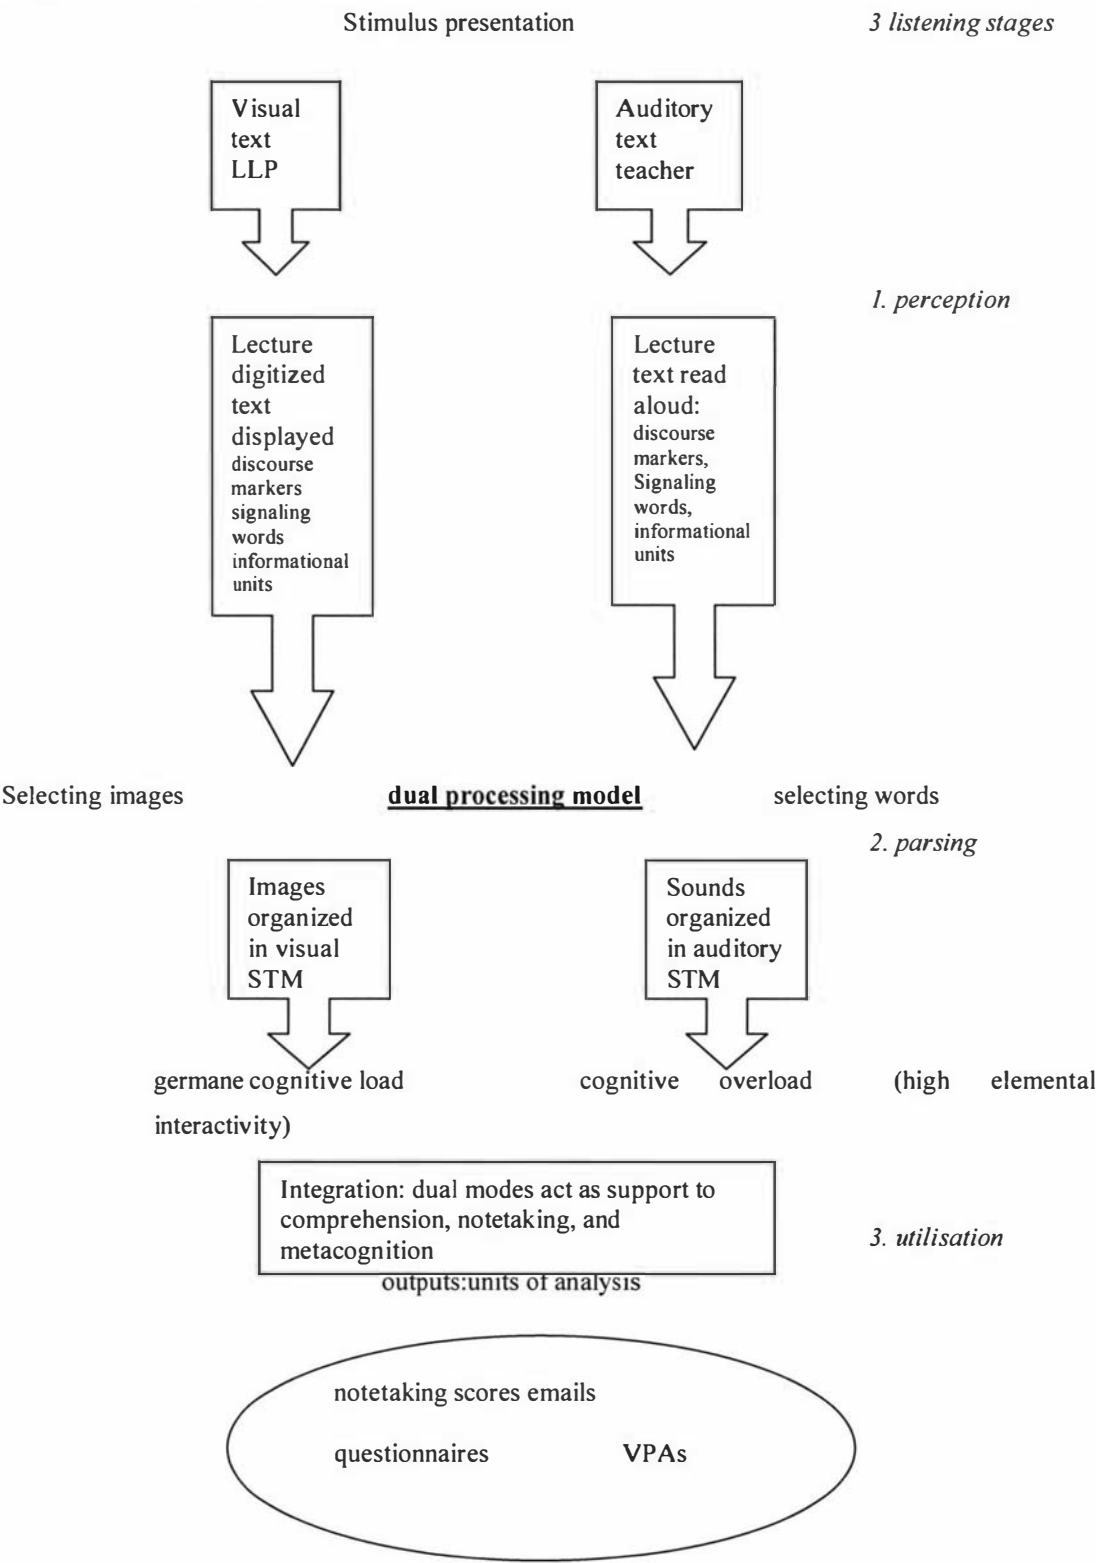 Stimulus presentation 3 listening stages
Visual
text
LLP
Auditory
text
teacher
1. perception
Lecture
digitized
text
displayed
discourse
markers
signaling
words
informational
units
Lecture
text read
aloud:
discourse
markers,
Signaling
words,
informational
units
Selecting images dual processing model selecting words
2. parsing
Images
organized
in visual
STM
Sounds
organized
in auditory
STM
germane cognitive load cognitive overload (high elemental
interactivity)
Integration: dual modes act as support to
comprehension, notetaking, and
metacognition
3. utilisation
outputs:units of analysis
notetaking scores emails
questionnaires VPAs